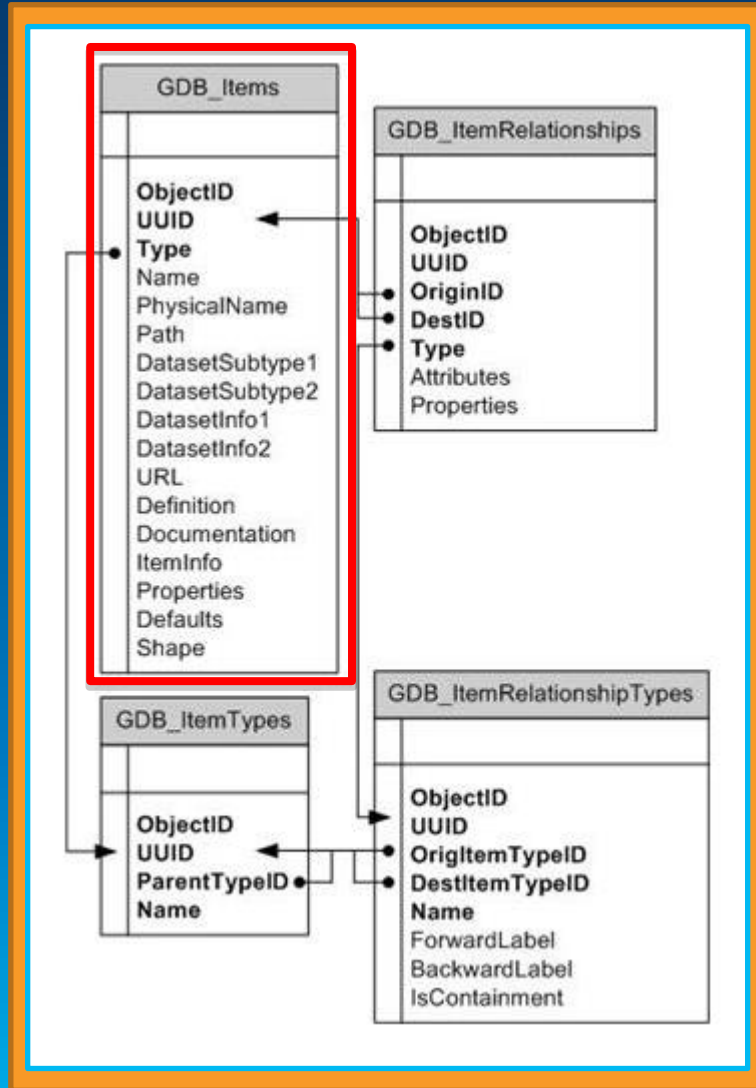 GDB_Items
ObjectID
UUID
Type
Name
PhysicalName
Path
DatasetSubtype1
DatasetSubtype2
DatasetInfo1
DatasetInfo2
URL
Definition
Documentation
ItemInfo
Properties
Defaults
Shape
GDB_ItemRelationships
ObjectID
UUID
OriginID
DestID
Type
Attributes
Properties
GDB_ItemTypes
ObjectID
UUID
ParentTypeID
Name
GDB_ItemRelationshipTypes
ObjectID
UUID
OrigItemTypeID
DestItemTypeID
Name
ForwardLabel
BackwardLabel
IsContainment